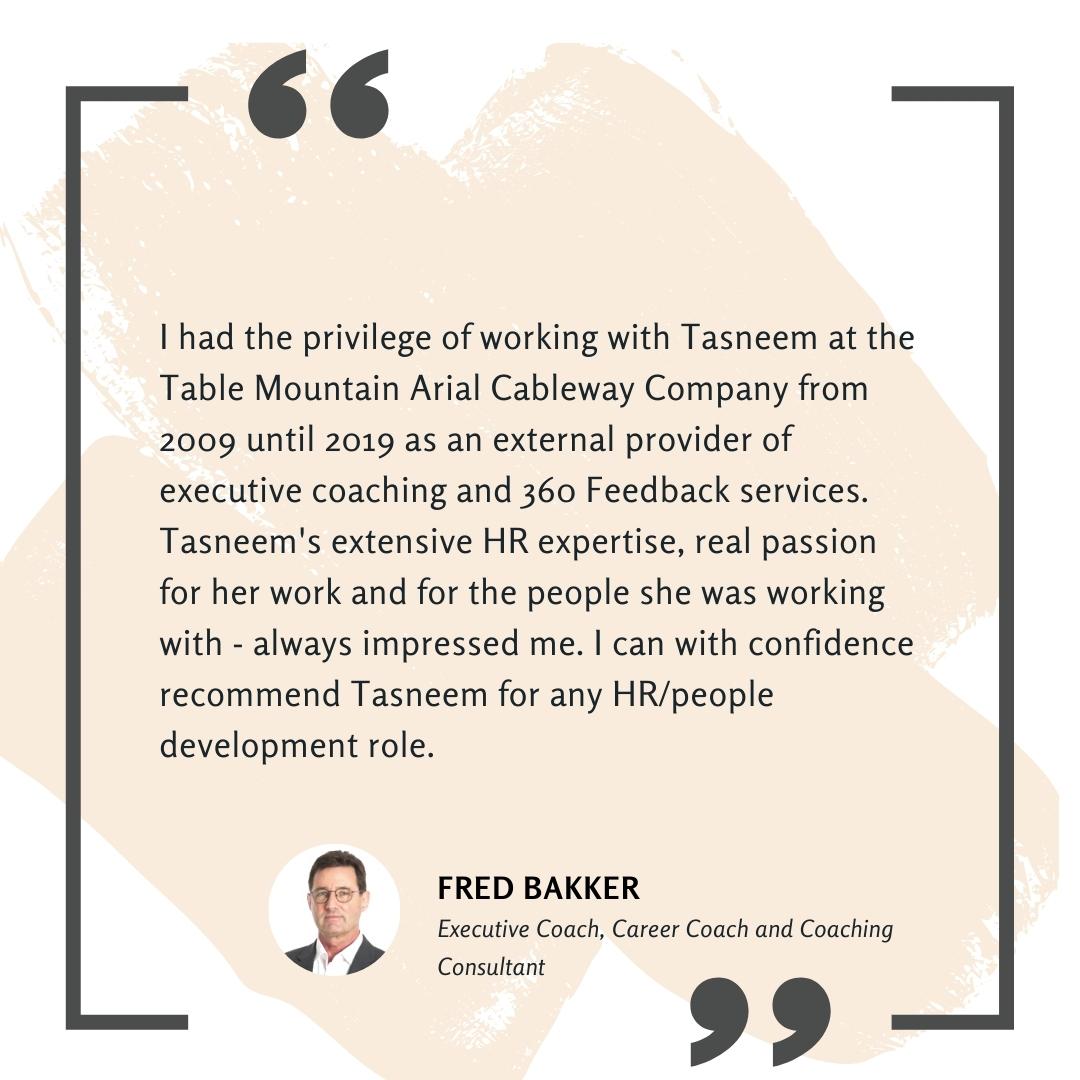 I had the privilege of working with Tasneem at the
Table Mountain Arial Cableway Company from
2009 until 2019 as an external provider of
executive coaching and 360 Feedback services.
Tasneem's extensive HR expertise, real passion
for her work and for the people she was working
with - always impressed me. I can with confidence
recommend Tasneem for any HR/people
development role.
FRED BAKKER
Executive Coach, Career Coach and Coaching
Consultant